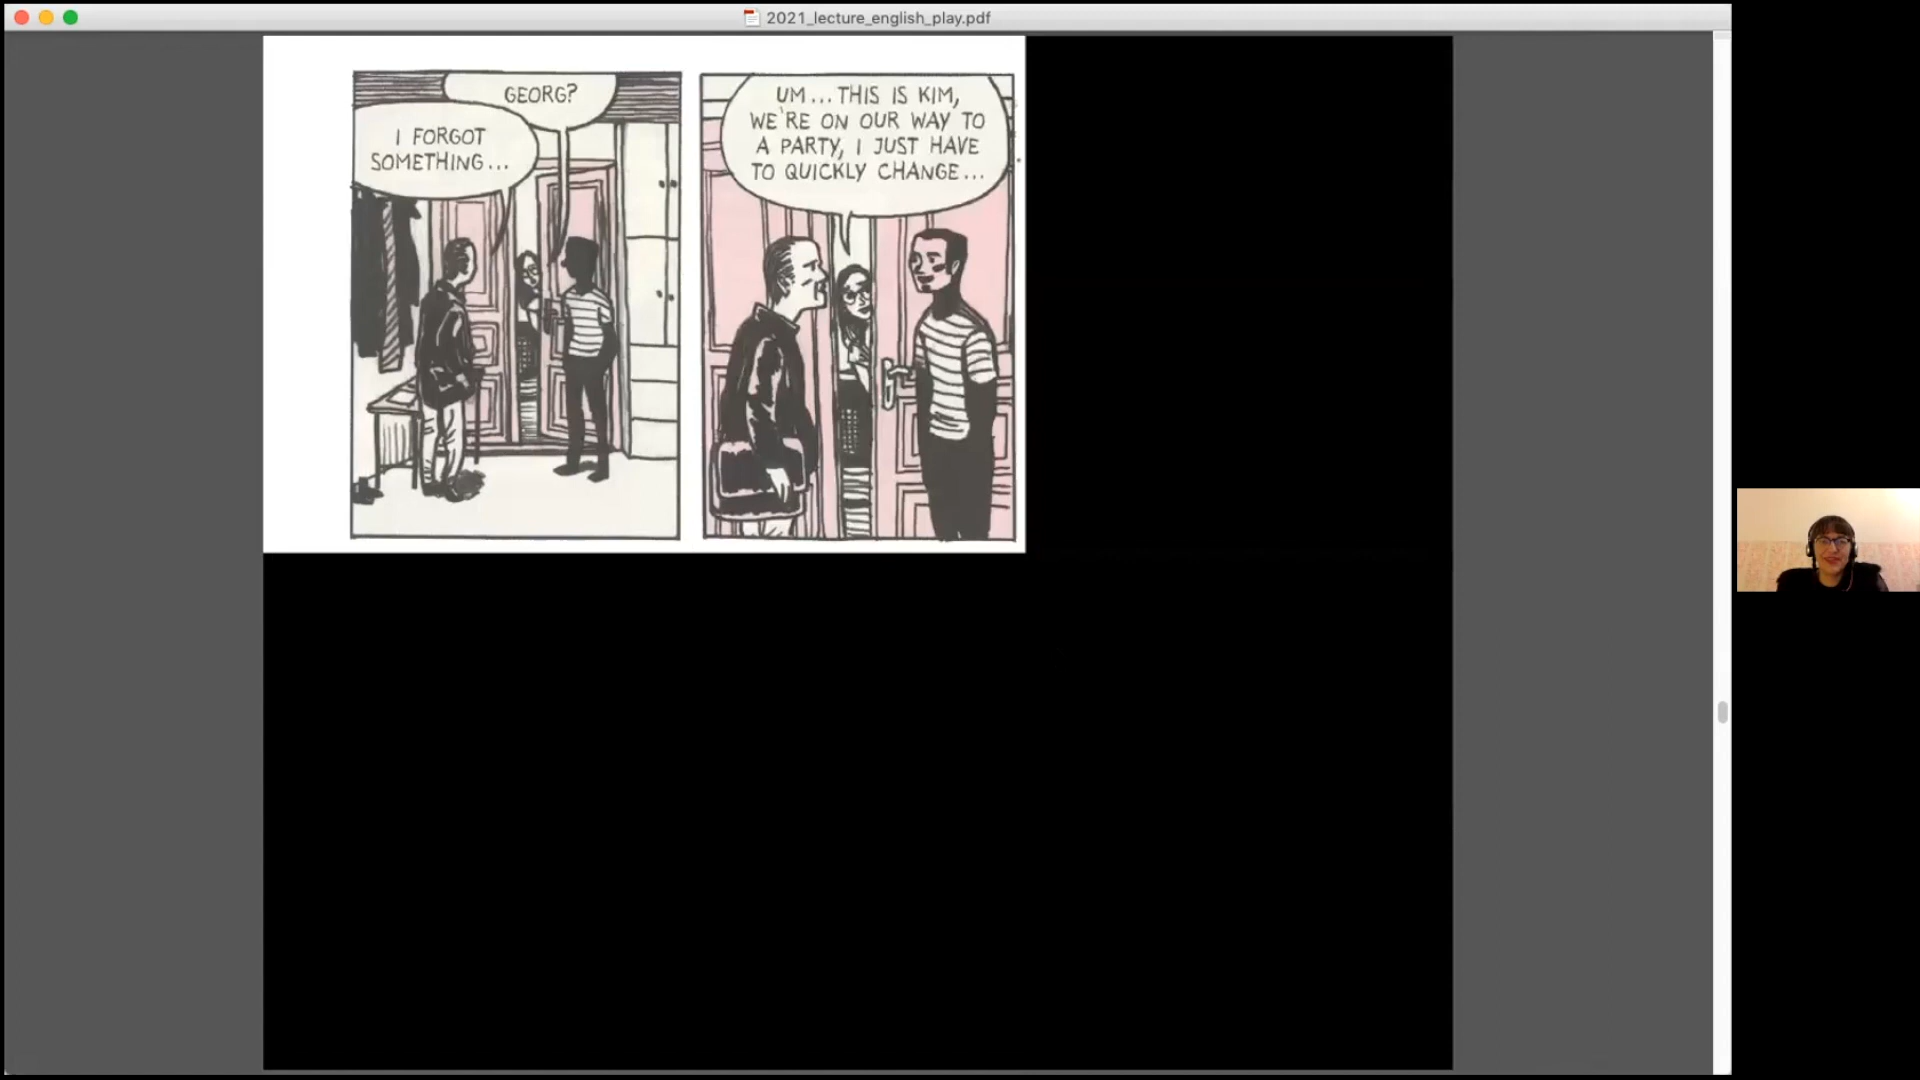 2021_lecture_english_play.pdf
GEORG?
I FORGOT
SOMETHING...
UM... THIS IS KIM,
WE'RE ON OUR WAY TO
A PARTY, I JUST HAVE
TO QUICKLY CHANGE...